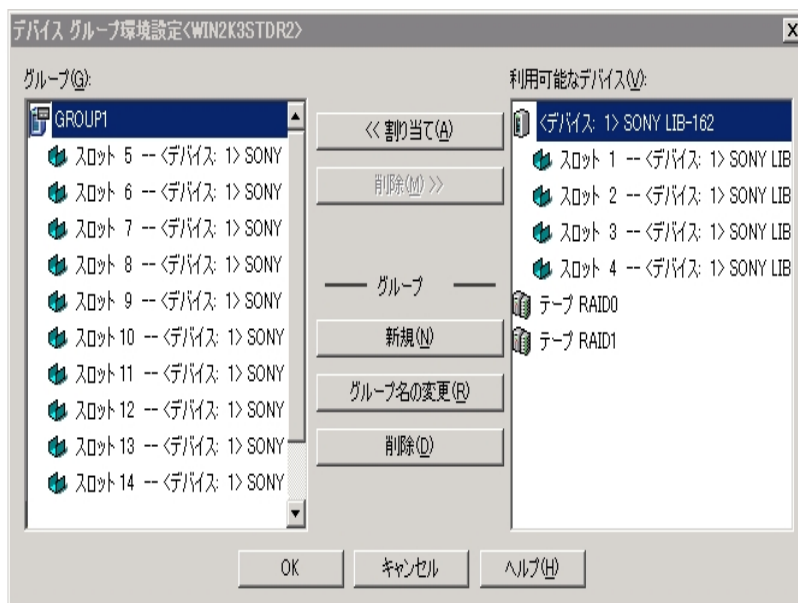 デバイス グループ環境設定<WIN2K3STDR2>
グループ(G):
GROUP1
スロット 5 -- <デバイス: 1> SONY
スロット 6 -- <デバイス: 1> SONY
スロット 7 -- <デバイス: 1> SONY
スロット 8 -- <デバイス: 1> SONY
スロット 9 -- <デバイス: 1> SONY
スロット 10 -- <デバイス: 1> SONY
スロット 11 -- <デバイス: 1> SONY
スロット 12 -- <デバイス: 1> SONY
スロット 13 -- <デバイス: 1> SONY
スロット 14 -- <デバイス: 1> SONY
<< 割り当て(A)
削除(M) >>
グループ
新規(N)
グループ名の変更(R)
削除(D)
利用可能なデバイス(V):
<デバイス: 1> SONY LIB-162
スロット 1 -- <デバイス: 1> SONY LIB
スロット 2 -- <デバイス: 1> SONY LIB
スロット 3 -- <デバイス: 1> SONY LIB
スロット 4 -- <デバイス: 1> SONY LIB
テープ RAID0
テープ RAID1
OK
キャンセル
ヘルプ(H)